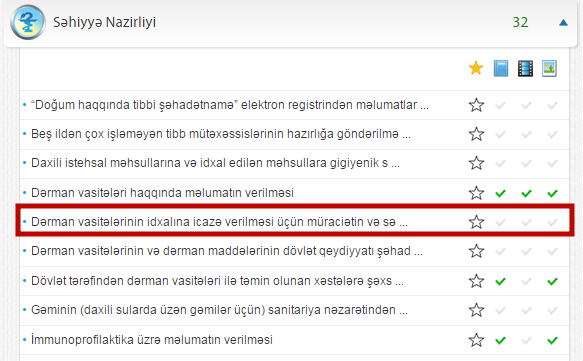 Səhiyyə Nazirliyi 32
“Doğum haqqında tibbi şəhadətnamə” elektron registrindən məlumatlar ...
Beş ildən çox işləməyən tibb mütəxəssislərinin hazırlığa göndərilmə ...
Daxili istehsal məhsullarına və idxal edilən məhsullara gigiyenik s ...
Dərman vasitələri haqqında məlumatın verilməsi
Dərman vasitələrinin idxalına icazə verilməsi üçün müraciətin və sə ...
Dərman vasitələrinin və dərman maddələrinin dövlət qeydiyyatı şəhad ...
Dövlət tərəfindən dərman vasitələri ilə təmin olunan xəstələrə şəxs ...
Gəminin (daxili sularda üzən gəmilər üçün) sanitariya nəzarətindən ...
İmmunoprofilaktika üzrə məlumatın verilməsi